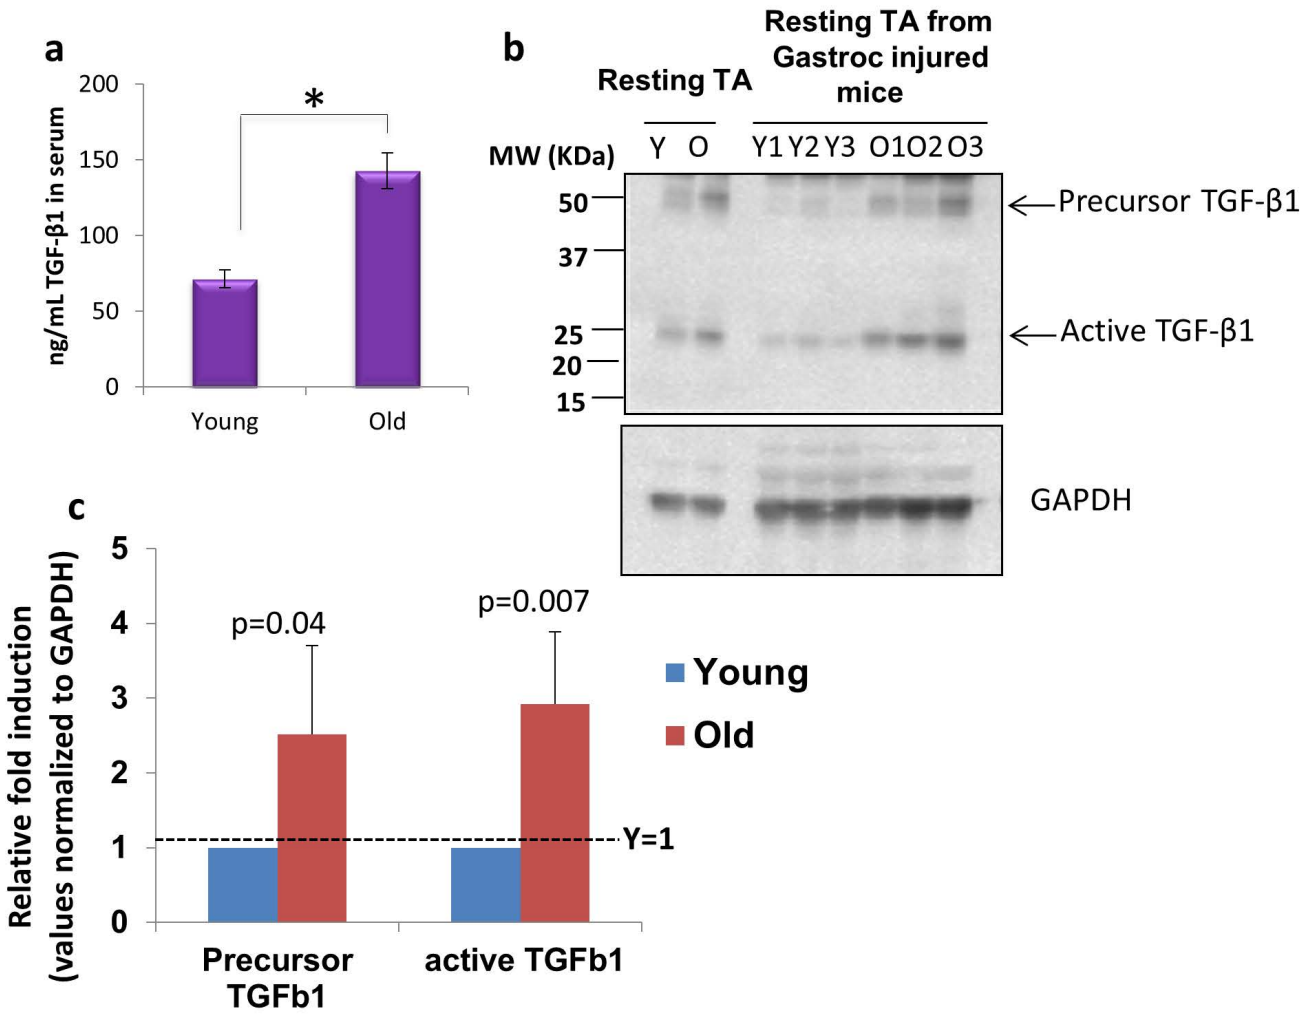 a
200
150
100
50
0
ng/mL TGF-β1 in serum
*
Young
Old
b
Resting TA
Resting TA from
Gastroc injured
mice
MW (KDa)
Y O
Y1 Y2 Y3 O1 O2 O3
50
37
25
20
15
Precursor TGF-β1
Active TGF-β1
GAPDH
c
Relative fold induction
(values normalized to GAPDH)
5
4
3
2
1
0
p=0.04
p=0.007
Y=1
Young
Old
Precursor
TGFb1
active TGFb1